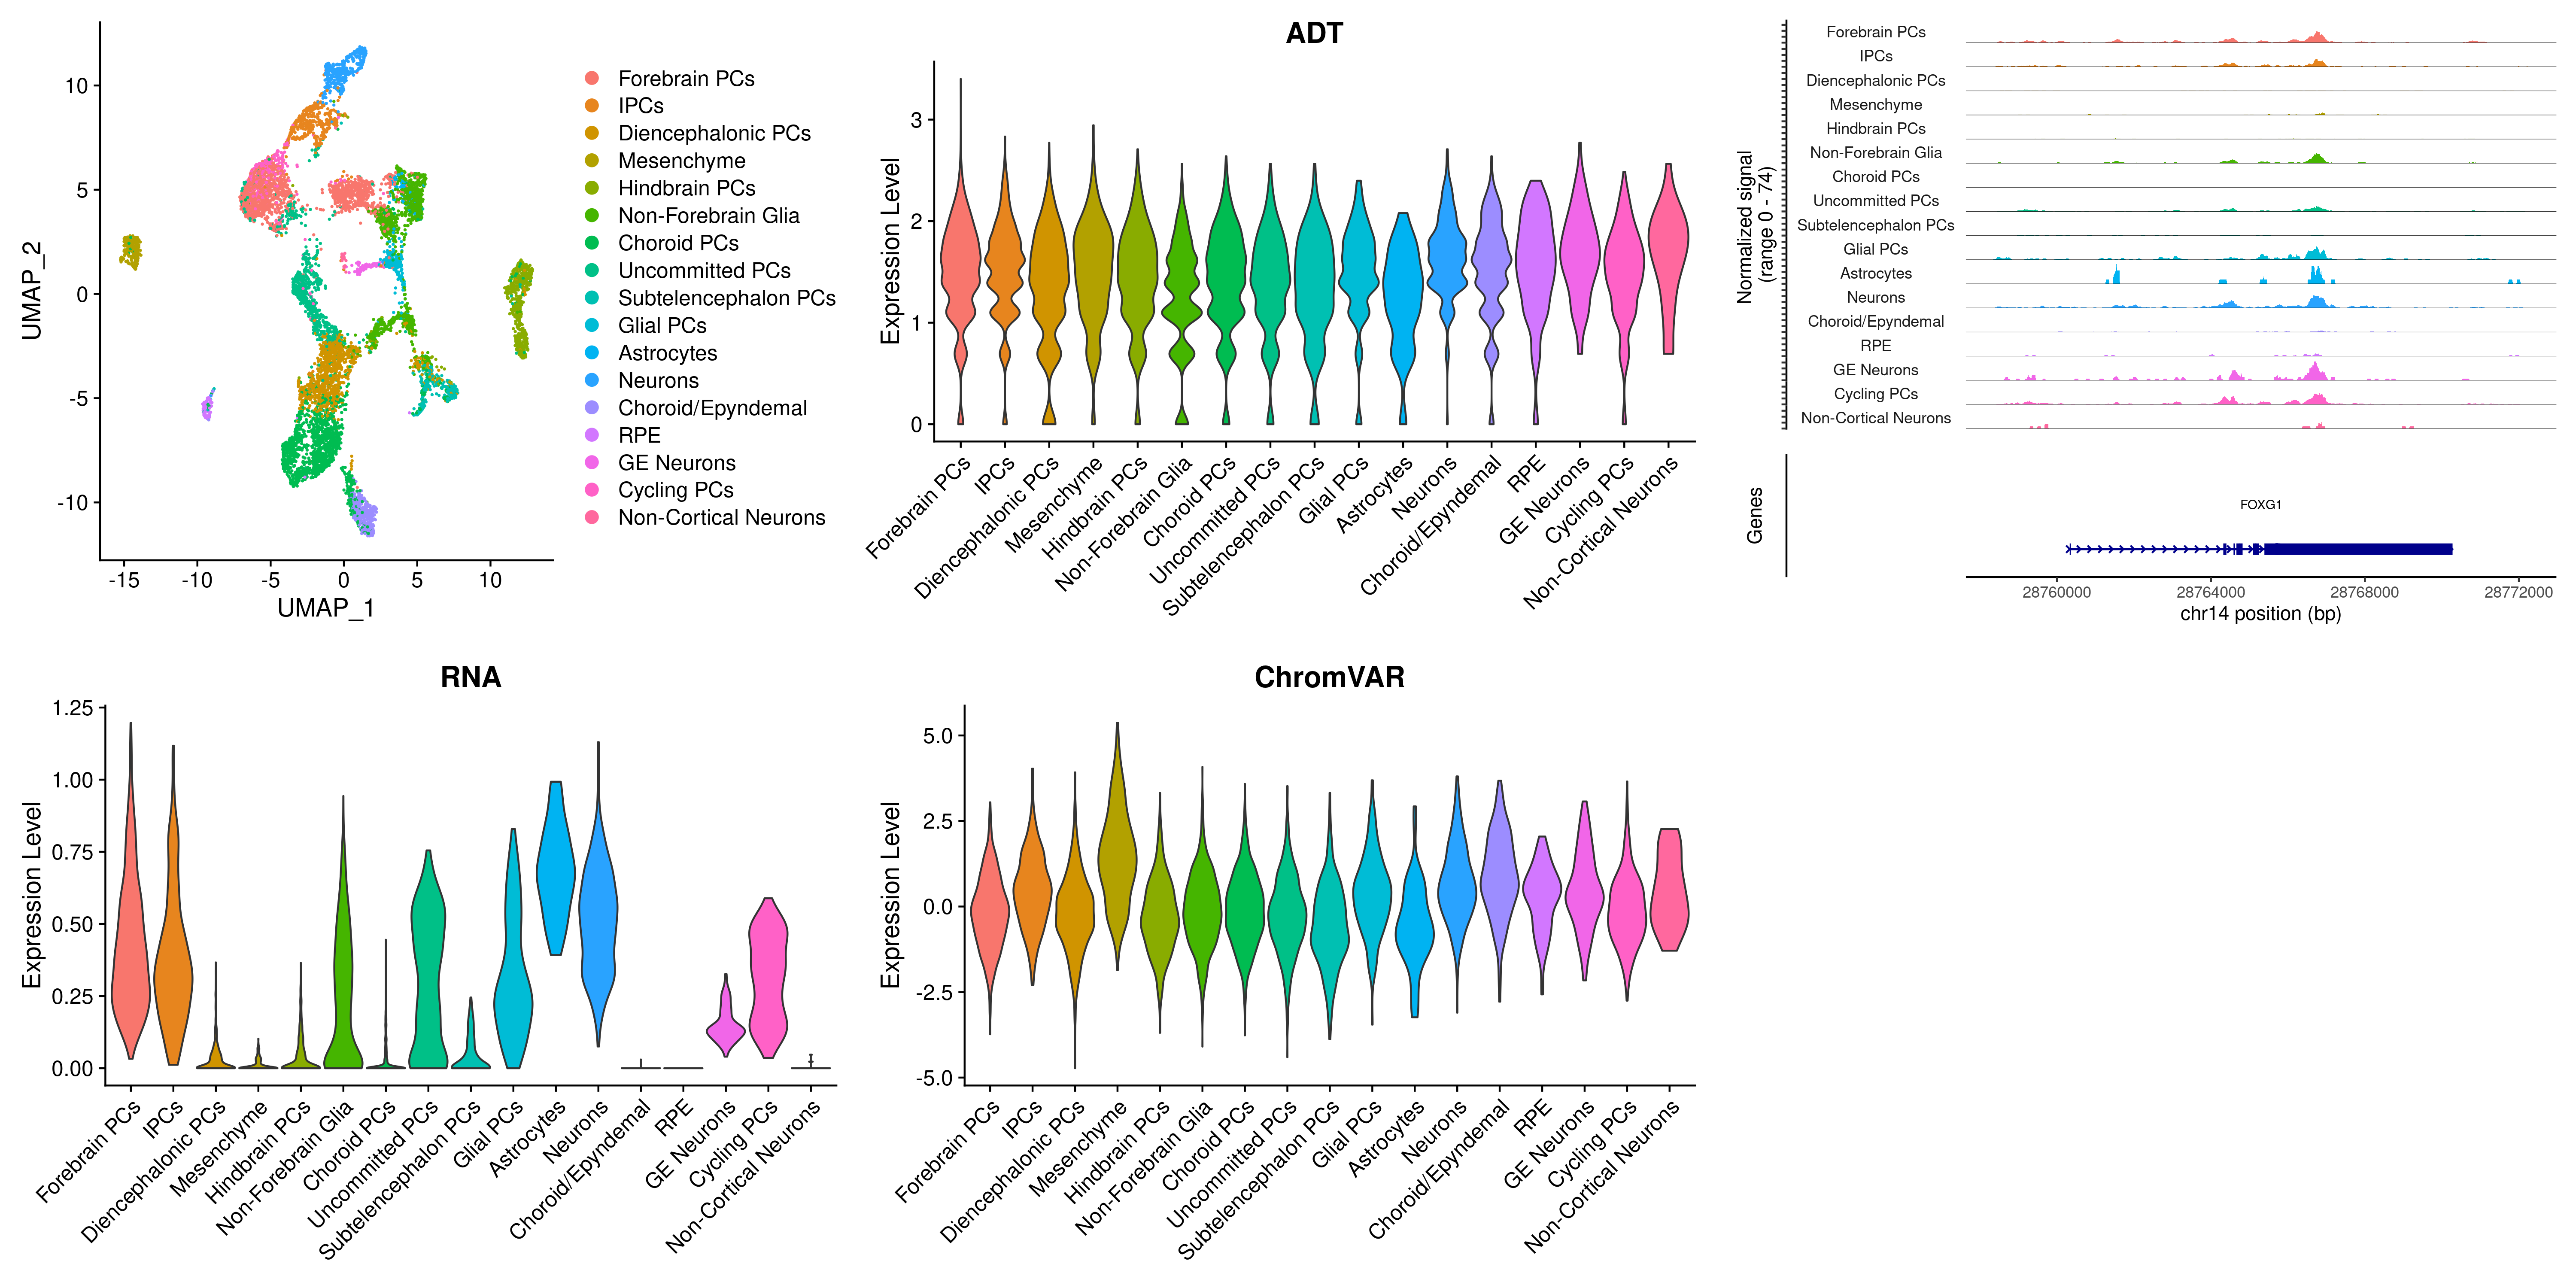 10
5
0
-5
-10
UMAP_2
-15
-10
-5
0
5
10
UMAP_1
Forebrain PCs
IPCs
Diencephalonic PCs
Mesenchyme
Hindbrain PCs
Non-Forebrain Glia
Choroid PCs
Uncommitted PCs
Subtelencephalon PCs
Glial PCs
Astrocytes
Neurons
Choroid/Epyndemal
RPE
GE Neurons
Cycling PCs
Non-Cortical Neurons
ADT
Expression Level
3
2
1
0
Forebrain PCs
IPCs
Diencephalonic PCs
Mesenchyme
Hindbrain PCs
Non-Forebrain Glia
Choroid PCs
Uncommitted PCs
Subtelencephalon PCs
Glial PCs
Astrocytes
Neurons
Choroid/Epyndemal
RPE
GE Neurons
Cycling PCs
Non-Cortical Neurons
Normalized signal
(range 0 - 74)
Forebrain PCs
IPCs
Diencephalonic PCs
Mesenchyme
Hindbrain PCs
Non-Forebrain Glia
Choroid PCs
Uncommitted PCs
Subtelencephalon PCs
Glial PCs
Astrocytes
Neurons
Choroid/Epyndemal
RPE
GE Neurons
Cycling PCs
Non-Cortical Neurons
Genes
FOXG1
28760000
28764000
28768000
28772000
chr14 position (bp)
RNA
Expression Level
1.25
1.00
0.75
0.50
0.25
0.00
Forebrain PCs
IPCs
Diencephalonic PCs
Mesenchyme
Hindbrain PCs
Non-Forebrain Glia
Choroid PCs
Uncommitted PCs
Subtelencephalon PCs
Glial PCs
Astrocytes
Neurons
Choroid/Epyndemal
RPE
GE Neurons
Cycling PCs
Non-Cortical Neurons
ChromVAR
Expression Level
5.0
2.5
0.0
-2.5
-5.0
Forebrain PCs
IPCs
Diencephalonic PCs
Mesenchyme
Hindbrain PCs
Non-Forebrain Glia
Choroid PCs
Uncommitted PCs
Subtelencephalon PCs
Glial PCs
Astrocytes
Neurons
Choroid/Epyndemal
RPE
GE Neurons
Cycling PCs
Non-Cortical Neurons